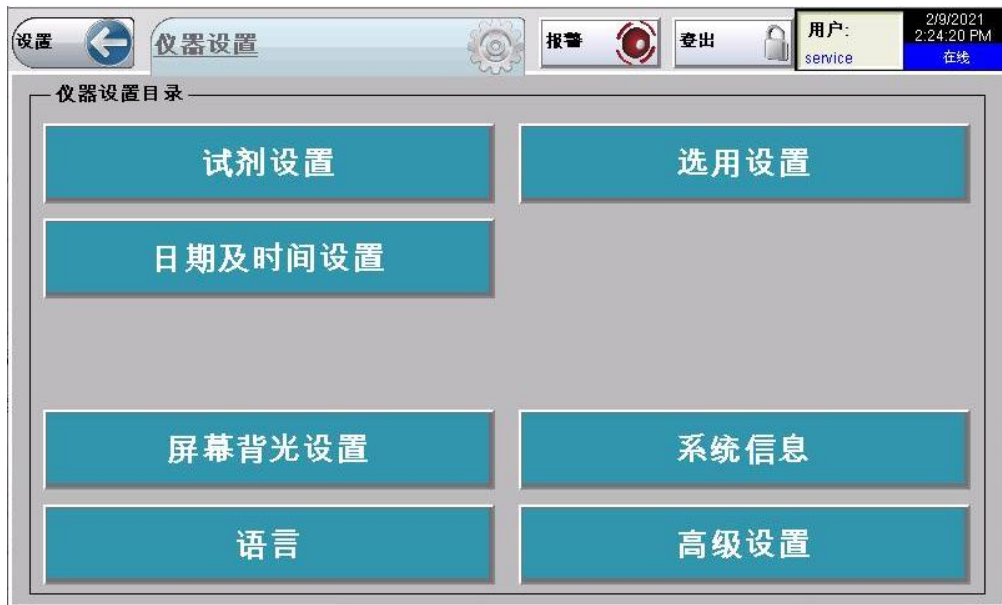 设置
仪器设置
报警
登出
用户:
service
2/9/2021
2:24:20 PM
在线
仪器设置目录
试剂设置
选用设置
日期及时间设置
屏幕背光设置
系统信息
语言
高级设置